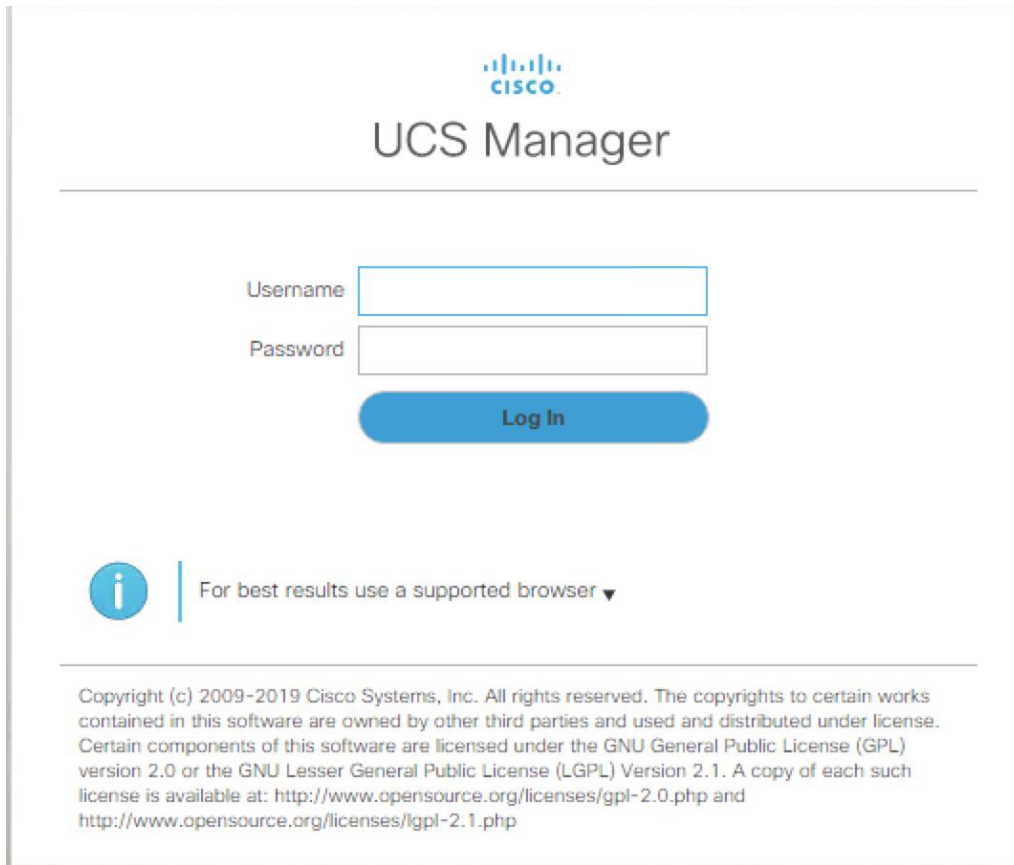 CISCO
UCS Manager
Username
Password
Log In
For best results use a supported browser
Copyright (c) 2009-2019 Cisco Systems, Inc. All rights reserved. The copyrights to certain works
contained in this software are owned by other third parties and used and distributed under license.
Certain components of this software are licensed under the GNU General Public License (GPL)
version 2.0 or the GNU Lesser General Public License (LGPL) Version 2.1. A copy of each such
license is available at: http://www.opensource.org/licenses/gpl-2.0.php and
http://www.opensource.org/licenses/lgpl-2.1.php